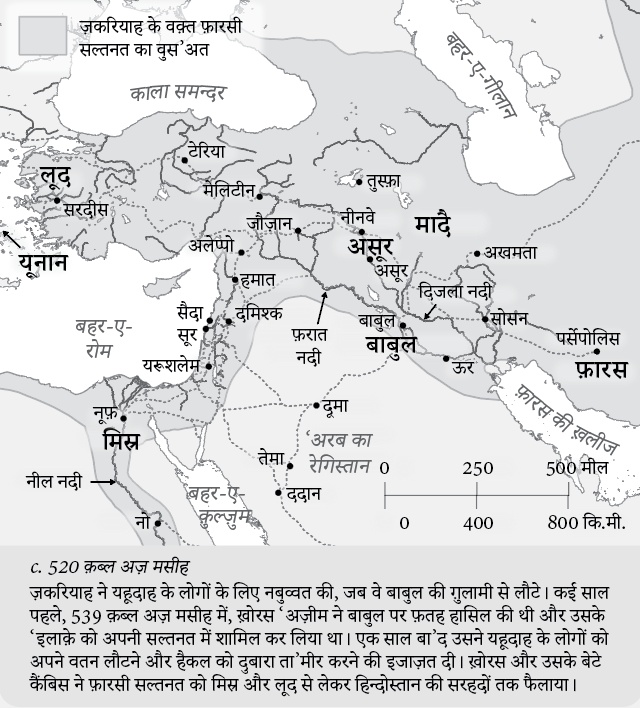 ज़करियाह के वक़्त फ़ारसी
सल्तनत का वुस'अत
काला समन्दर
बहर-ए-गीलान
टेरिया
लूद
मेलिटिन
तुस्फ़ा
सरदीस
जौज़ान
नीनवे
मादै
यूनान
अलेप्पो
असूर
असूर
अखमता
हमात
दिजला नदी
सैदा
दमिश्क
सूर
बाबुल
सोसन
बहर-ए-
रोम
फ़रात
नदी
बाबुल
पर्सेपोलिस
यरूशलेम
ऊर
फ़ारस
नूफ़
दूमा
फ़ारस की ख़लीज
मिस्र
'अरब का
रेगिस्तान
तेमा
0 250 500 मील
नील नदी
बहर-ए-
कुल्ज़ुम
ददान
नो
0 400 800 कि.मी.
c. 520 क़ब्ल अज़ मसीह
ज़करियाह ने यहूदाह के लोगों के लिए नबुव्वत की, जब वे बाबुल की ग़ुलामी से लौटे। कई साल
पहले, 539 क़ब्ल अज़ मसीह में, ख़ोरस 'अज़ीम ने बाबुल पर फ़तह हासिल की थी और उसके
'इलाक़े को अपनी सल्तनत में शामिल कर लिया था। एक साल बा'द उसने यहूदाह के लोगों को
अपने वतन लौटने और हैकल को दुबारा ता'मीर करने की इजाज़त दी। ख़ोरस और उसके बेटे
कैंबिस ने फ़ारसी सल्तनत को मिस्र और लूद से लेकर हिन्दोस्तान की सरहदों तक फैलाया।